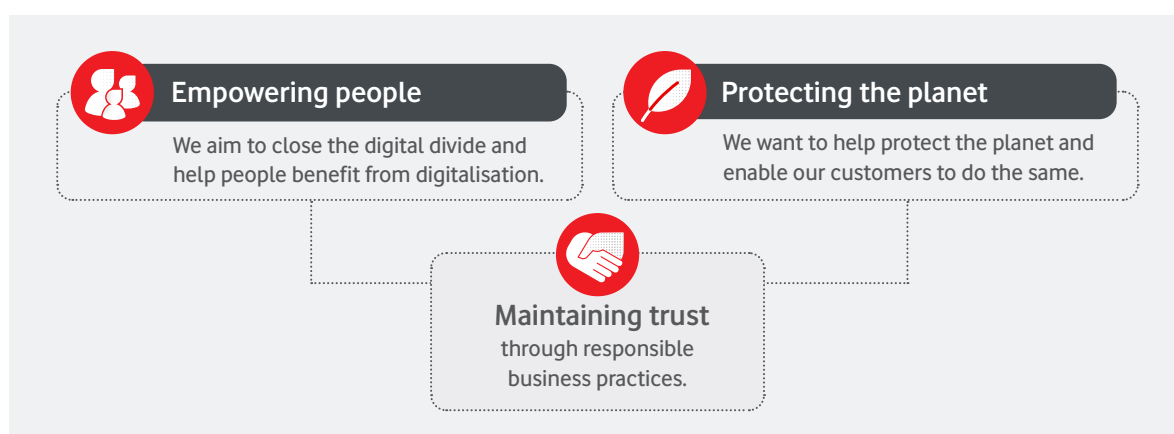 Empowering people
We aim to close the digital divide and
help people benefit from digitalisation.
Protecting the planet
We want to help protect the planet and
enable our customers to do the same.
Maintaining trust
through responsible
business practices.